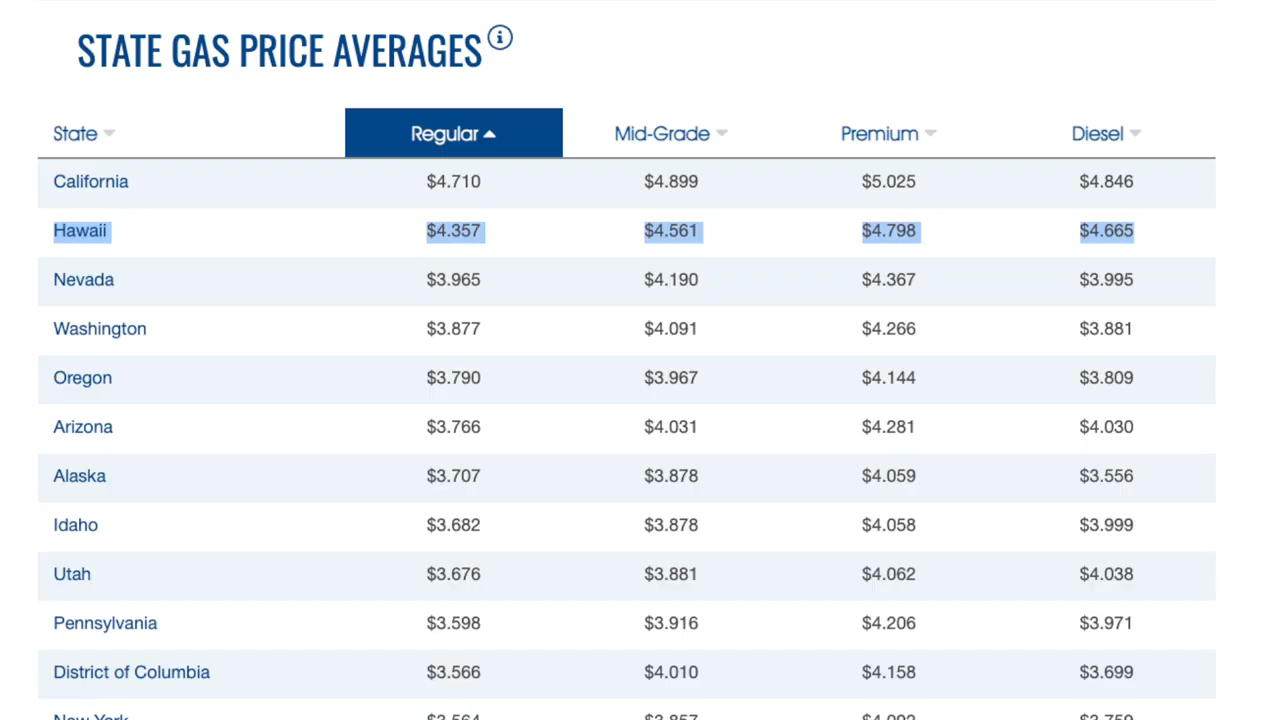 STATE GAS PRICE AVERAGES
State Regular Mid-Grade Premium Diesel
California $4.710 $4.899 $5.025 $4.846
Hawaii $4.357 $4.561 $4.798 $4.665
Nevada $3.965 $4.190 $4.367 $3.995
Washington $3.877 $4.091 $4.266 $3.881
Oregon $3.790 $3.967 $4.144 $3.809
Arizona $3.766 $4.031 $4.281 $4.030
Alaska $3.707 $3.878 $4.059 $3.556
Idaho $3.682 $3.878 $4.058 $3.999
Utah $3.676 $3.881 $4.062 $4.038
Pennsylvania $3.598 $3.916 $4.206 $3.971
District of Columbia $3.566 $4.010 $4.158 $3.699
New York